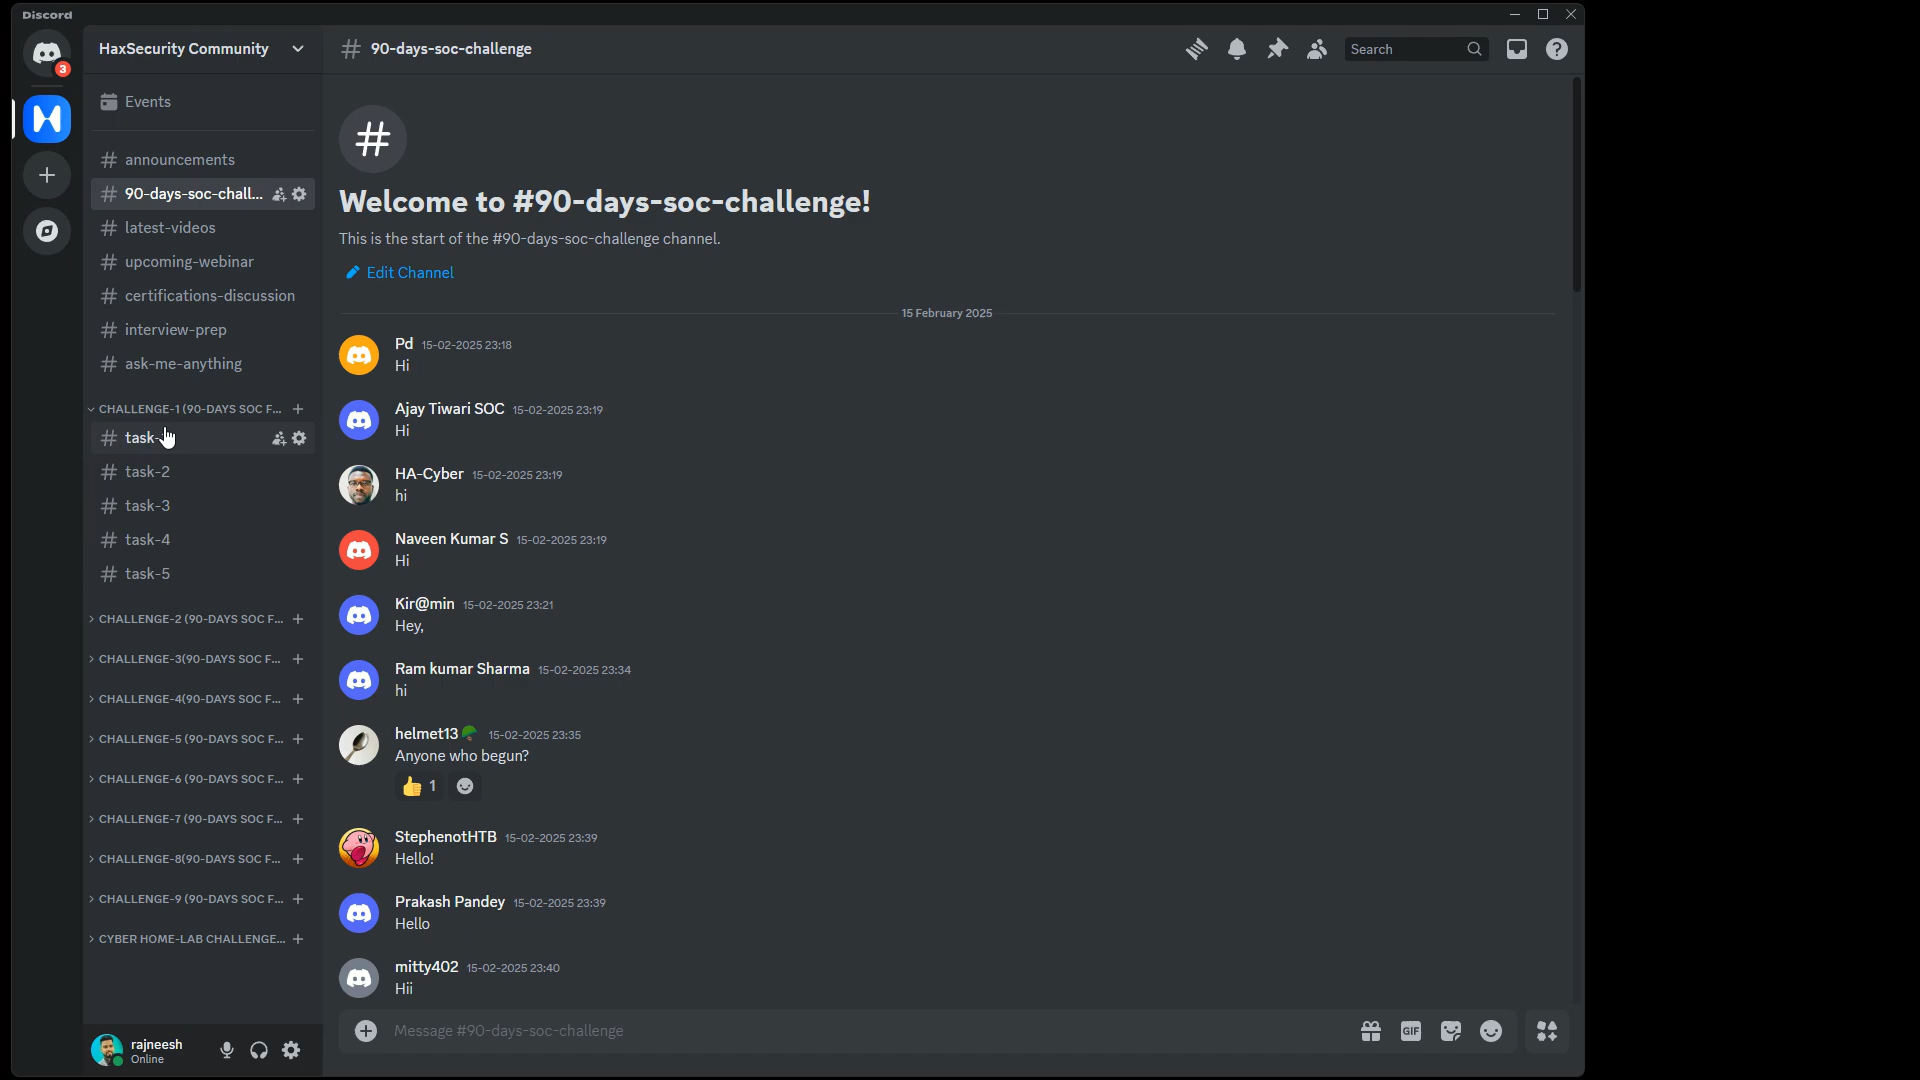 Discord
3
HaxSecurity Community
Events
announcements
90-days-soc-chall...
latest-videos
upcoming-webinar
certifications-discussion
interview-prep
ask-me-anything
CHALLENGE-1 (90-DAYS SOC F...
task-
task-2
task-3
task-4
task-5
CHALLENGE-2 (90-DAYS SOC F...
CHALLENGE-3(90-DAYS SOC F...
CHALLENGE-4(90-DAYS SOC F...
CHALLENGE-5 (90-DAYS SOC F...
CHALLENGE-6 (90-DAYS SOC F...
CHALLENGE-7 (90-DAYS SOC F...
CHALLENGE-8(90-DAYS SOC F...
CHALLENGE-9 (90-DAYS SOC F...
CYBER HOME-LAB CHALLENGE...
rajneesh
Online
# 90-days-soc-challenge
Search
#
Welcome to #90-days-soc-challenge!
This is the start of the #90-days-soc-challenge channel.
Edit Channel
15 February 2025
Pd 15-02-2025 23:18
Hi
Ajay Tiwari SOC 15-02-2025 23:19
Hi
HA-Cyber 15-02-2025 23:19
hi
Naveen Kumar S 15-02-2025 23:19
Hi
Kir@min 15-02-2025 23:21
Hey,
Ram kumar Sharma 15-02-2025 23:34
hi
helmet13 15-02-2025 23:35
Anyone who begun?
👍 1
StephenotHTB 15-02-2025 23:39
Hello!
Prakash Pandey 15-02-2025 23:39
Hello
mitty402 15-02-2025 23:40
Hii
Message #90-days-soc-challenge
GIF